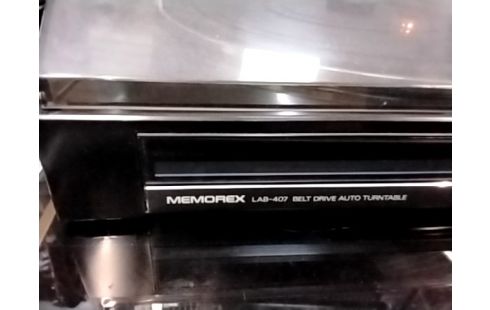 MEMOREX LAB-407 BELT DRIVE AUTO TURNTABLE